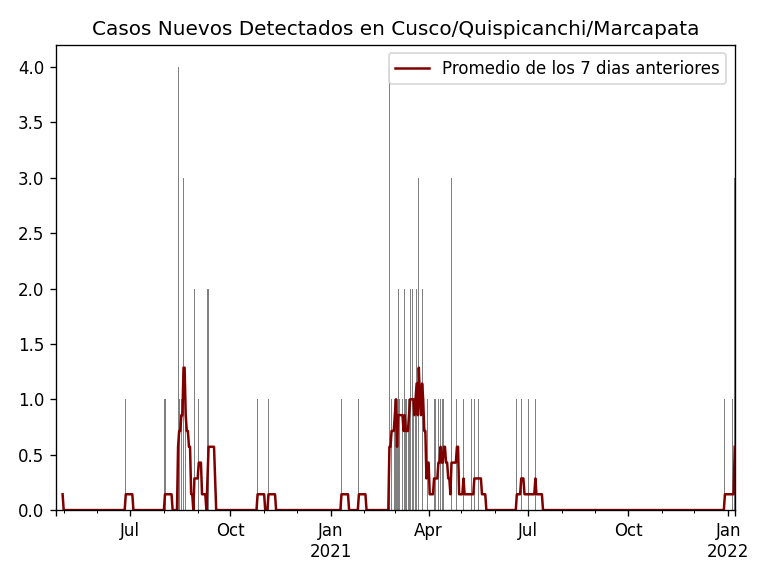 Casos Nuevos Detectados en Cusco/Quispicanchi/Marcapata
Promedio de los 7 dias anteriores
4.0
3.5
3.0
2.5
2.0
1.5
1.0
0.5
0.0
Jul
Oct
Jan
2021
Apr
Jul
Oct
Jan
2022